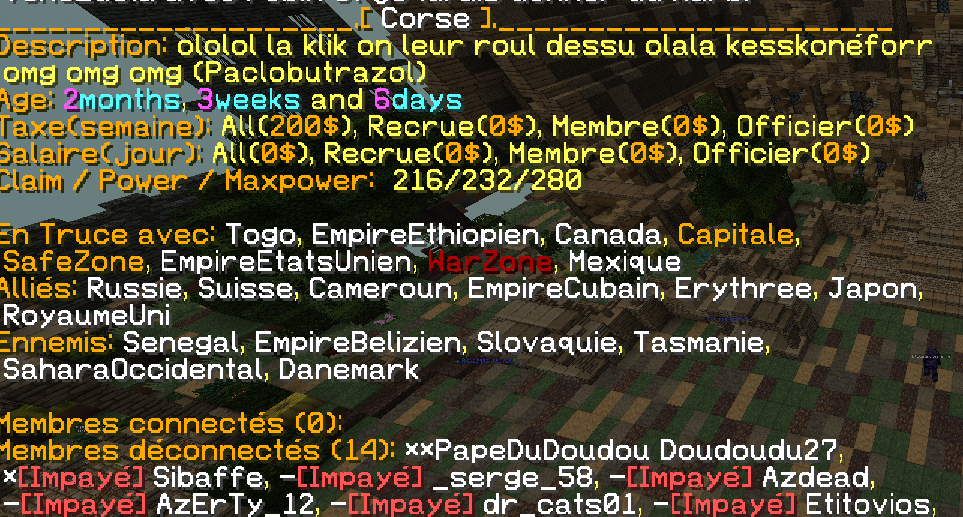 _____________________.[ Corse ]._______________________
Description: ololol la klik on leur roul dessu olala kesskonéforr
omg omg omg (Paclobutrazol)
Age: 2months, 3weeks and 6days
Taxe(semaine): All(200$), Recrue(0$), Membre(0$), Officier(0$)
Salaire(jour): All(0$), Recrue(0$), Membre(0$), Officier(0$)
Claim / Power / Maxpower: 216/232/280
En Truce avec: Togo, EmpireEthiopien, Canada, Capitale,
SafeZone, EmpireEtatsUnien, WarZone, Mexique
Alliés: Russie, Suisse, Cameroun, EmpireCubain, Erythree, Japon,
RoyaumeUni
Ennemis: Senegal, EmpireBelizien, Slovaquie, Tasmanie,
SaharaOccidental, Danemark
Membres connectés (0):
Membres déconnectés (14): ××PapeDuDoudou Doudoudu27,
×[Impayé] Sibaffe, -[Impayé] _serge_58, -[Impayé] Azdead,
-[Impayé] AzErTy_12, -[Impayé] dr_cats01, -[Impayé] Etitovios,